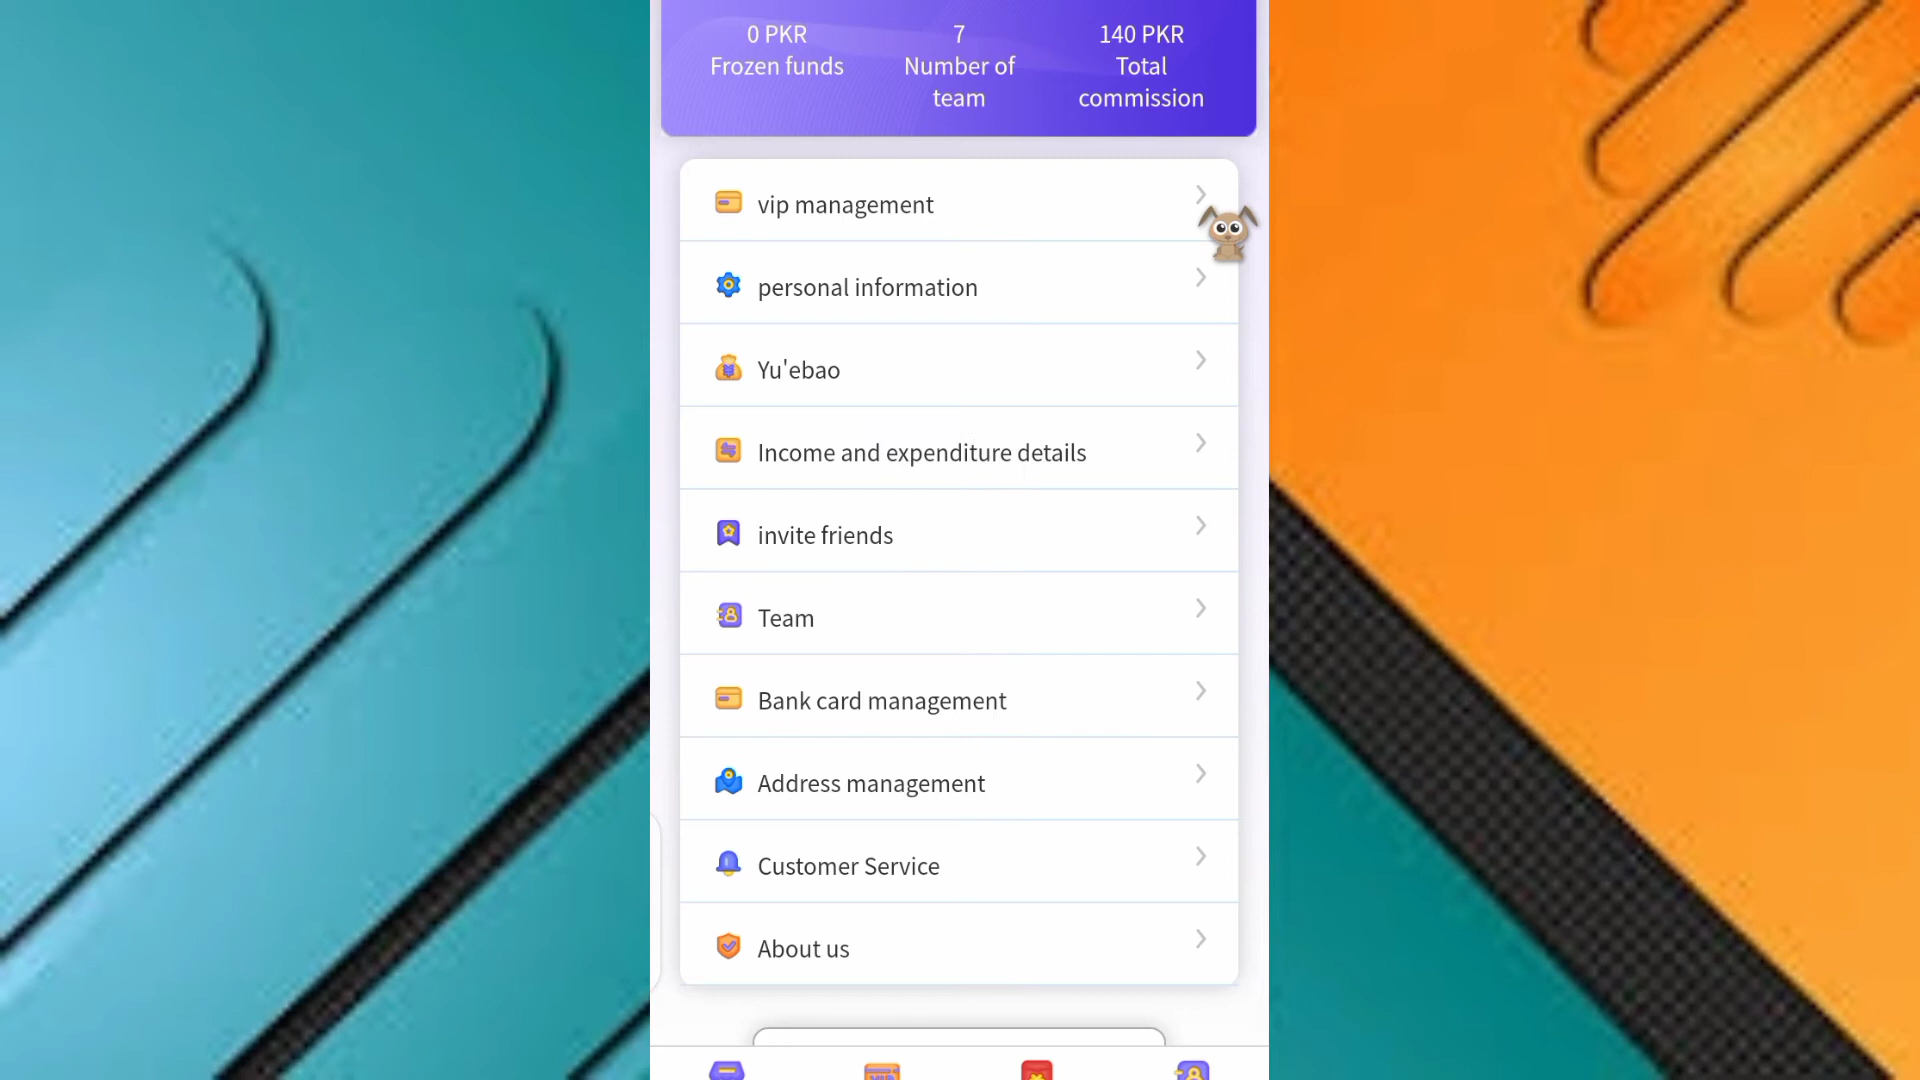 0 PKR
Frozen funds
7
Number of
team
140 PKR
Total
commission
vip management
personal information
Yu'ebao
Income and expenditure details
invite friends
Team
Bank card management
Address management
Customer Service
About us